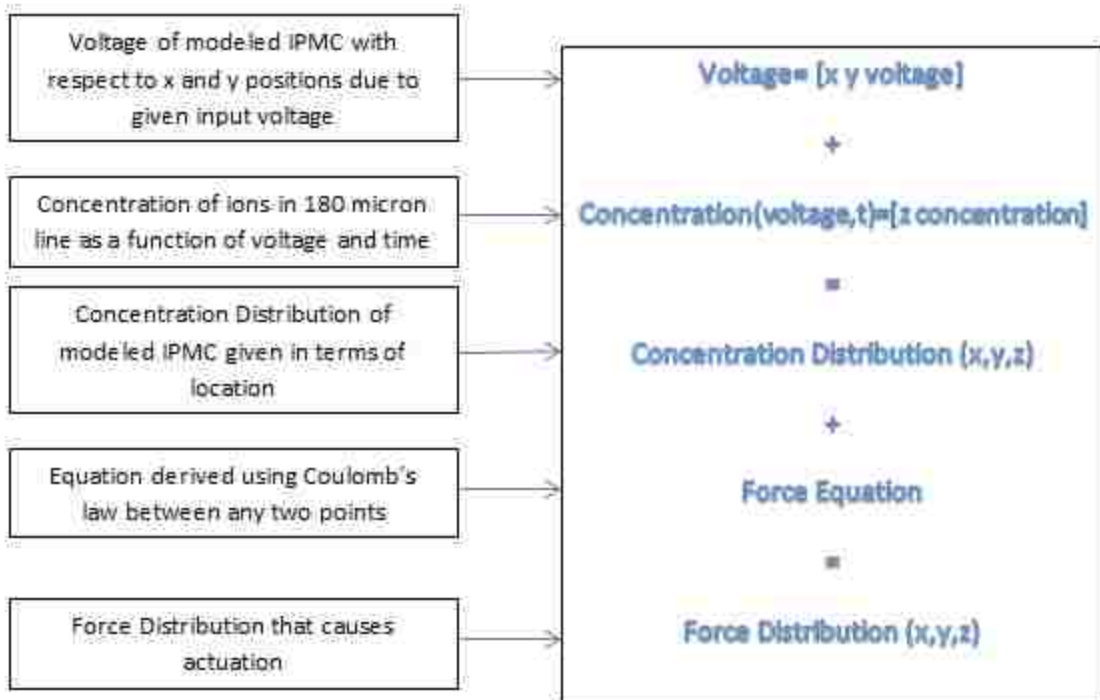 Voltage of modeled IPMC with
respect to x and y positions due to
given input voltage
Voltage= [x y voltage]
+
Concentration of ions in 180 micron
line as a function of voltage and time
Concentration(voltage,t)=[z concentration]
=
Concentration Distribution of
modeled IPMC given in terms of
location
Concentration Distribution (x,y,z)
+
Equation derived using Coulomb's
law between any two points
Force Equation
=
Force Distribution that causes
actuation
Force Distribution (x,y,z)